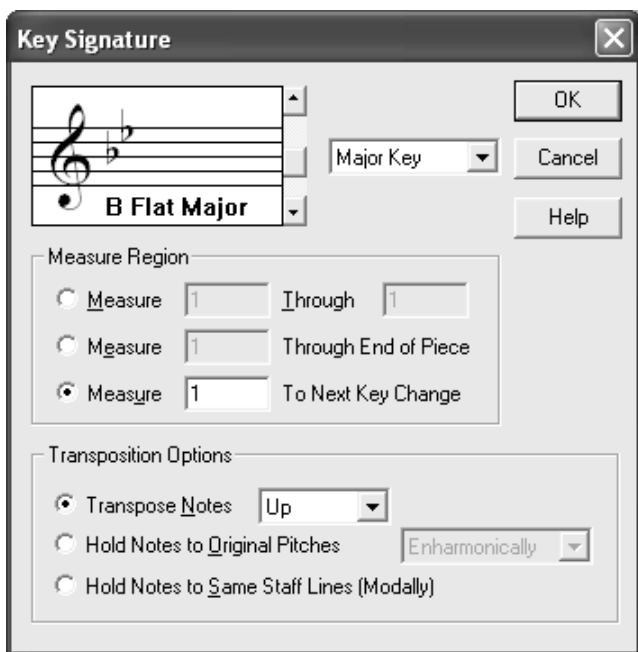 Key Signature
B Flat Major
Major Key
OK
Cancel
Help
Measure Region
Measure 1 Through 1
Measure 1 Through End of Piece
Measure 1 To Next Key Change
Transposition Options
Transpose Notes Up
Hold Notes to Original Pitches Enharmonically
Hold Notes to Same Staff Lines (Modally)